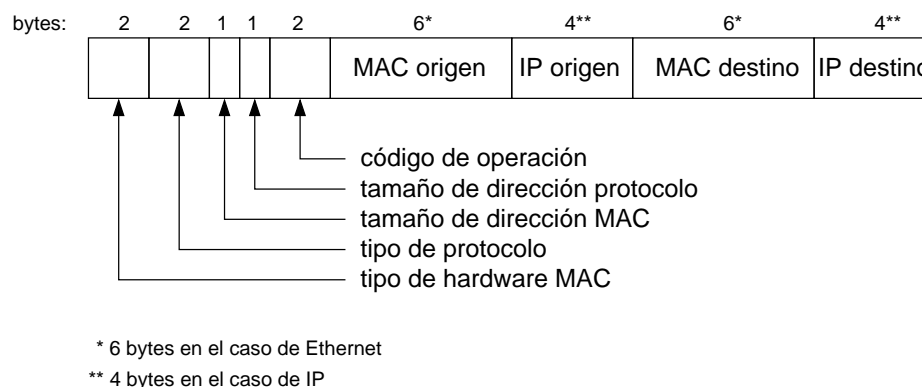 bytes: 2 2 1 1 2 6* 4** 6* 4**
MAC origen IP origen MAC destino IP destino
código de operación
tamaño de dirección protocolo
tamaño de dirección MAC
tipo de protocolo
tipo de hardware MAC
* 6 bytes en el caso de Ethernet
** 4 bytes en el caso de IP